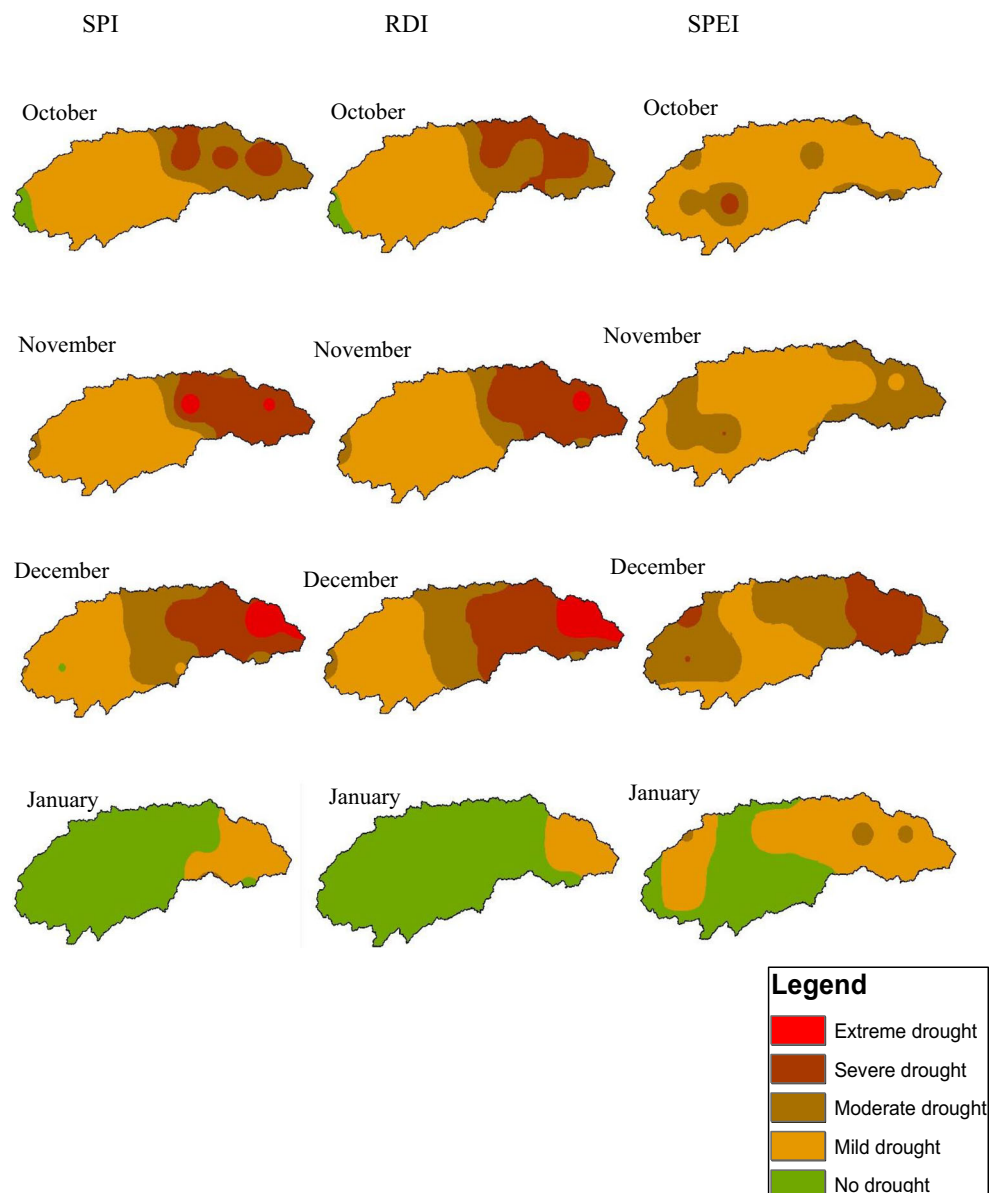 SPI RDI SPEI
October October October
November November November
December December December
January January January
Legend
Extreme drought
Severe drought
Moderate drought
Mild drought
No drought